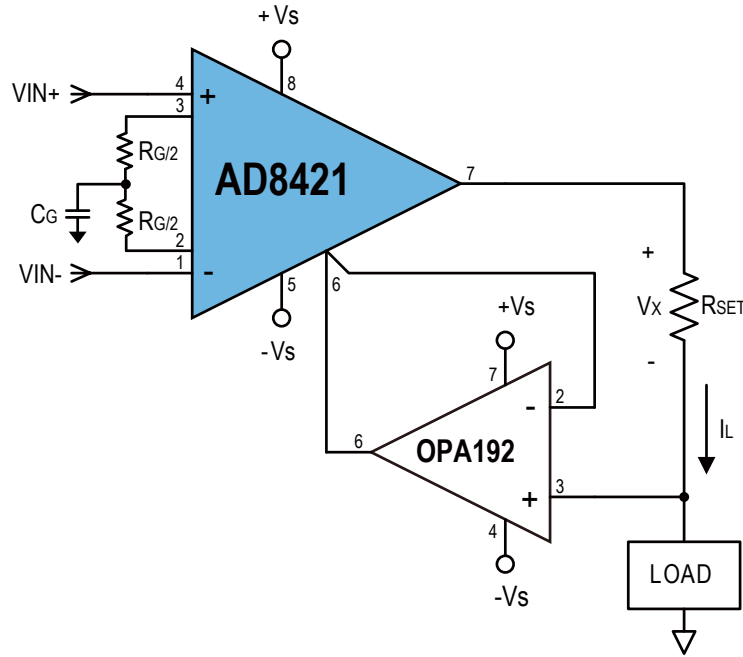 +Vs
8
VIN+
4
+
3
RG/2
AD8421
7
CG
RG/2
2
VIN-
1
-
5
6
-Vs
+
VX
RSET
-
+Vs
7
-
2
IL
6
OPA192
+
3
4
-Vs
LOAD